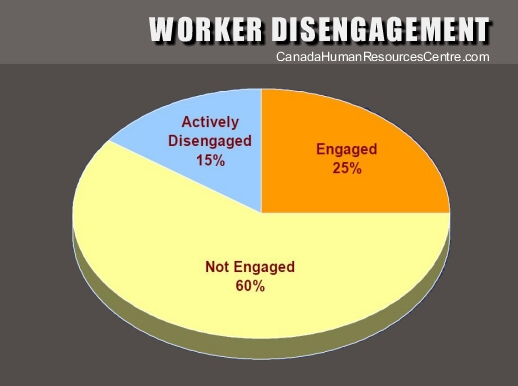 WORKER DISENGAGEMENT
CanadaHumanResourcesCentre.com
Actively
Disengaged
15%
Engaged
25%
Not Engaged
60%